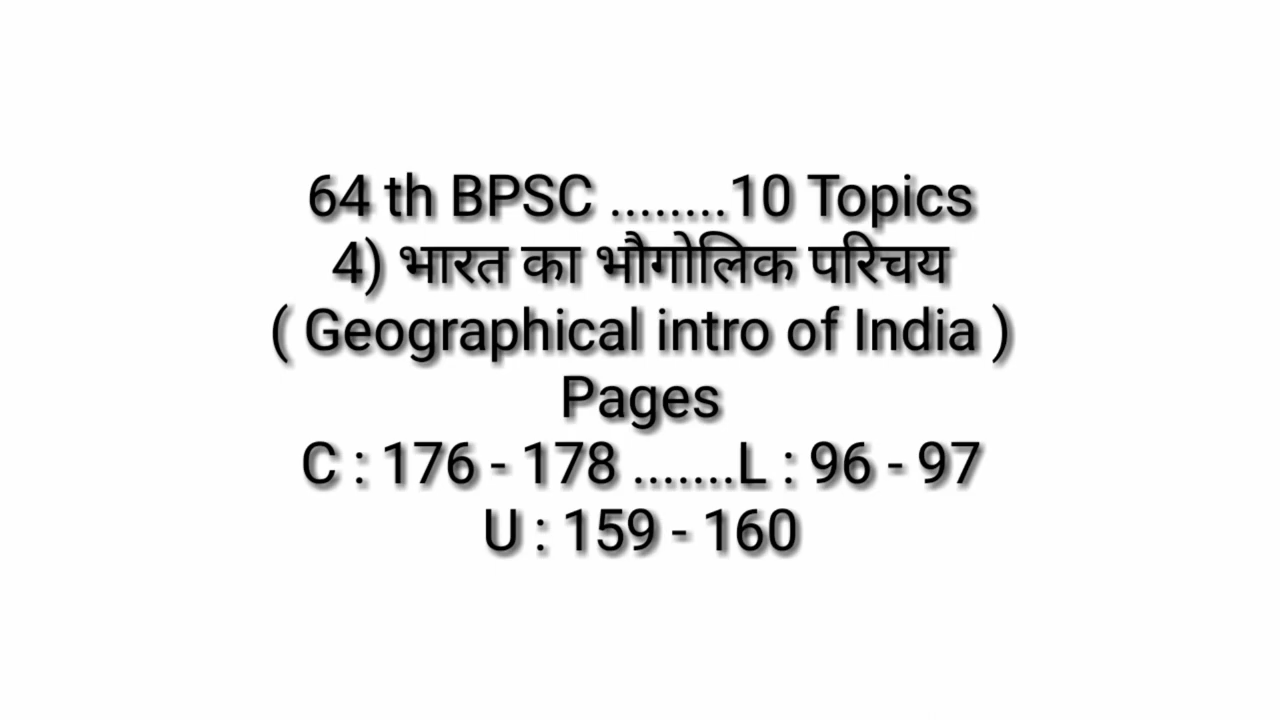 64 th BPSC ........10 Topics
4) भारत का भौगोलिक परिचय
( Geographical intro of India )
Pages
C : 176 - 178 .......L : 96 - 97
U : 159 - 160